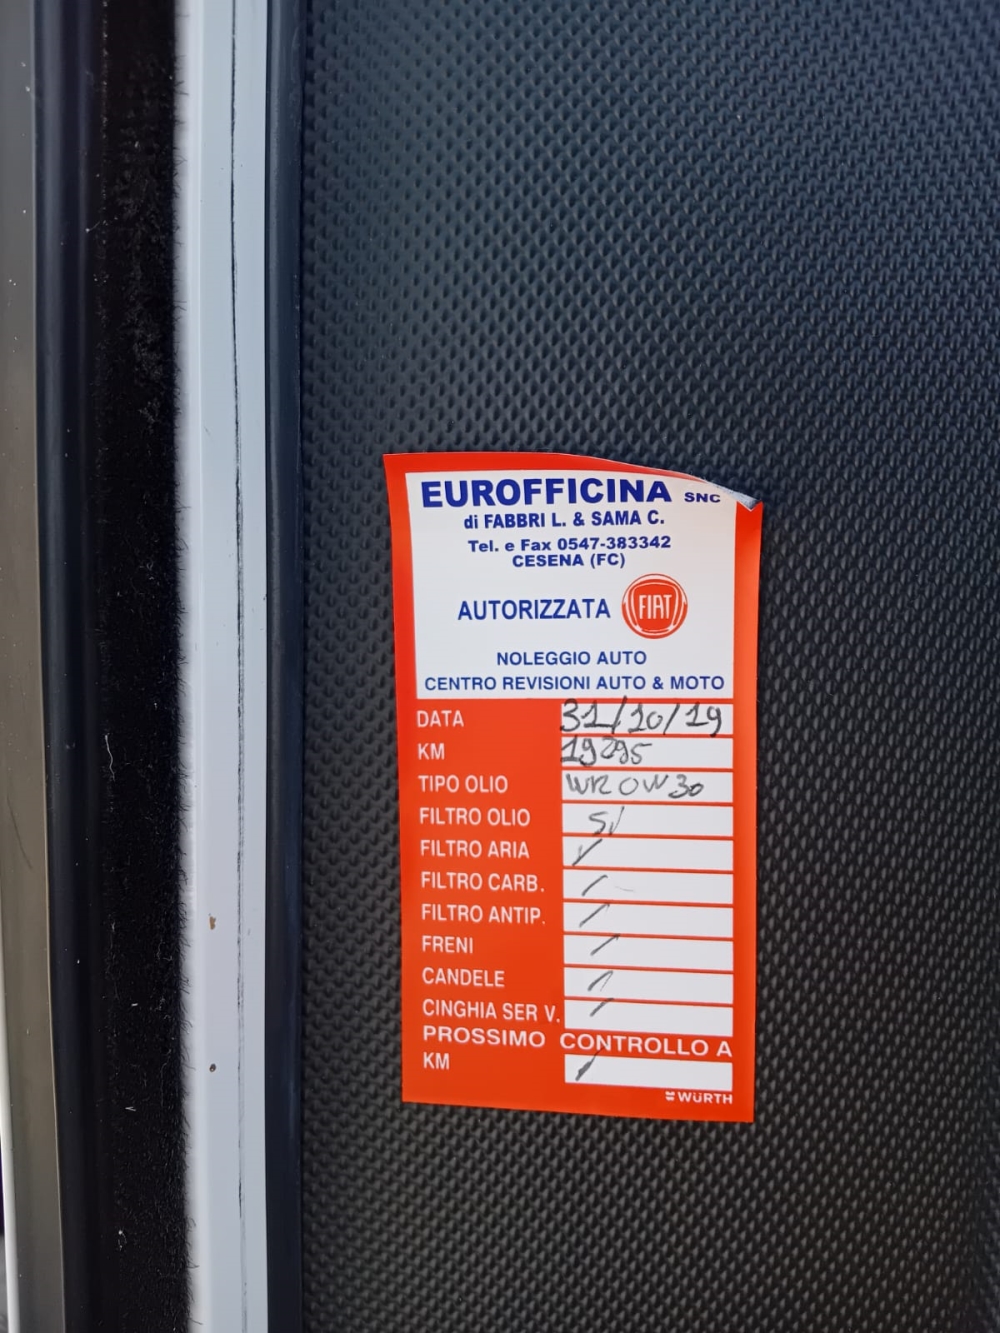 EUROFFICINA SNC
di FABBRI L. & SAMA C.
Tel. e Fax 0547-383342
CESENA (FC)
AUTORIZZATA FIAT
NOLEGGIO AUTO
CENTRO REVISIONI AUTO & MOTO
DATA 31/10/19
KM 19295
TIPO OLIO WR 0W30
FILTRO OLIO SI
FILTRO ARIA /
FILTRO CARB. /
FILTRO ANTIP. /
FRENI /
CANDELE /
CINGHIA SER V. /
PROSSIMO CONTROLLO A
KM /
WÜRTH